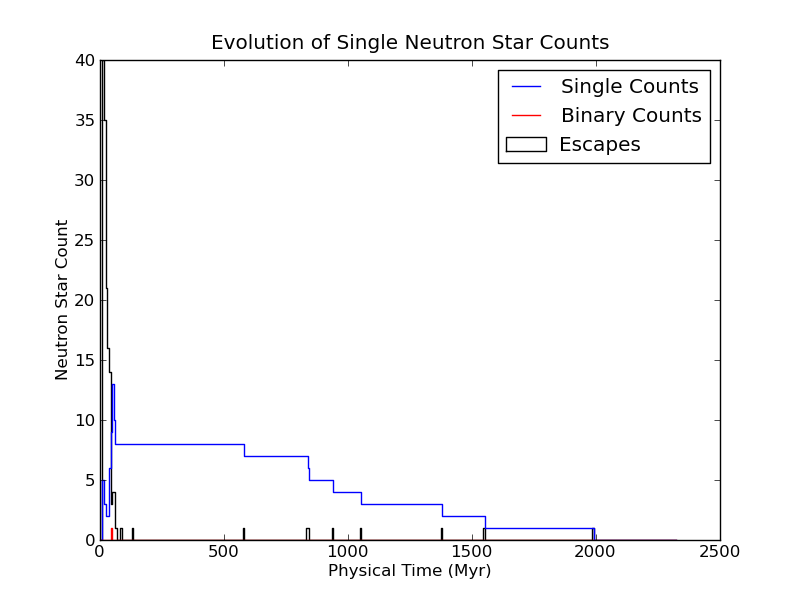 Evolution of Single Neutron Star Counts
Single Counts
Binary Counts
Escapes
Neutron Star Count
40
35
30
25
20
15
10
5
0
0 500 1000 1500 2000 2500
Physical Time (Myr)